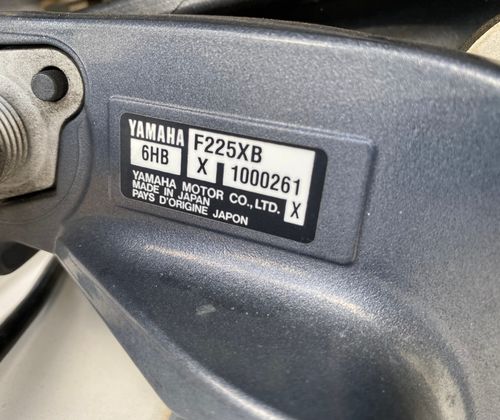 YAMAHA F225XB
6HB X 1000261 X
YAMAHA MOTOR CO.,LTD.
MADE IN JAPAN
PAYS D'ORIGINE JAPON